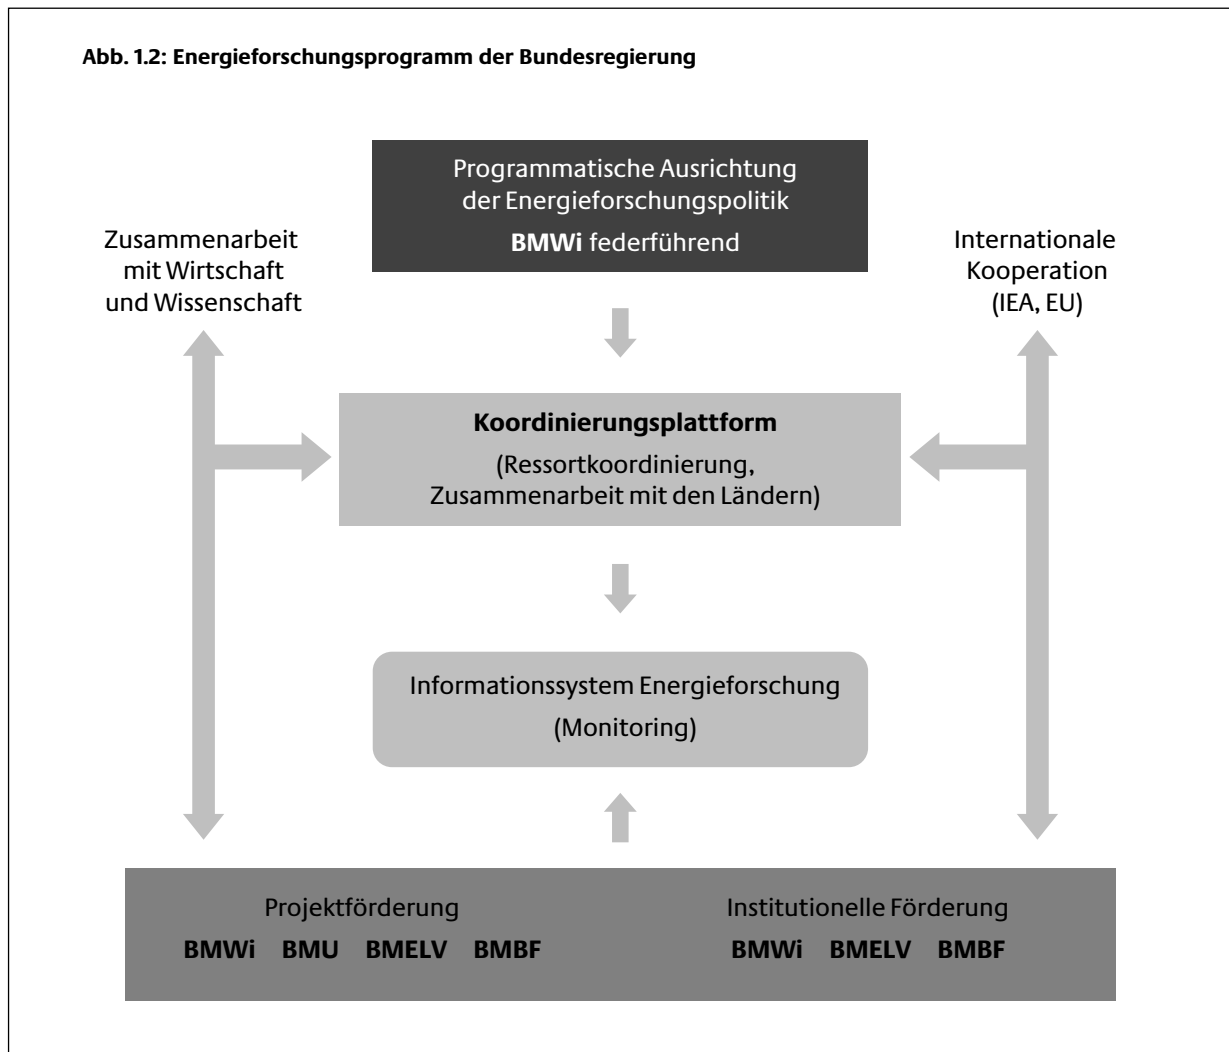 Abb. 1.2: Energieforschungsprogramm der Bundesregierung
Programmatische Ausrichtung
der Energieforschungspolitik
BMWi federführend
Zusammenarbeit
mit Wirtschaft
und Wissenschaft
Internationale
Kooperation
(IEA, EU)
Koordinierungsplattform
(Ressortkoordinierung,
Zusammenarbeit mit den Ländern)
Informationssystem Energieforschung
(Monitoring)
Projektförderung
BMWi BMU BMELV BMBF
Institutionelle Förderung
BMWi BMELV BMBF